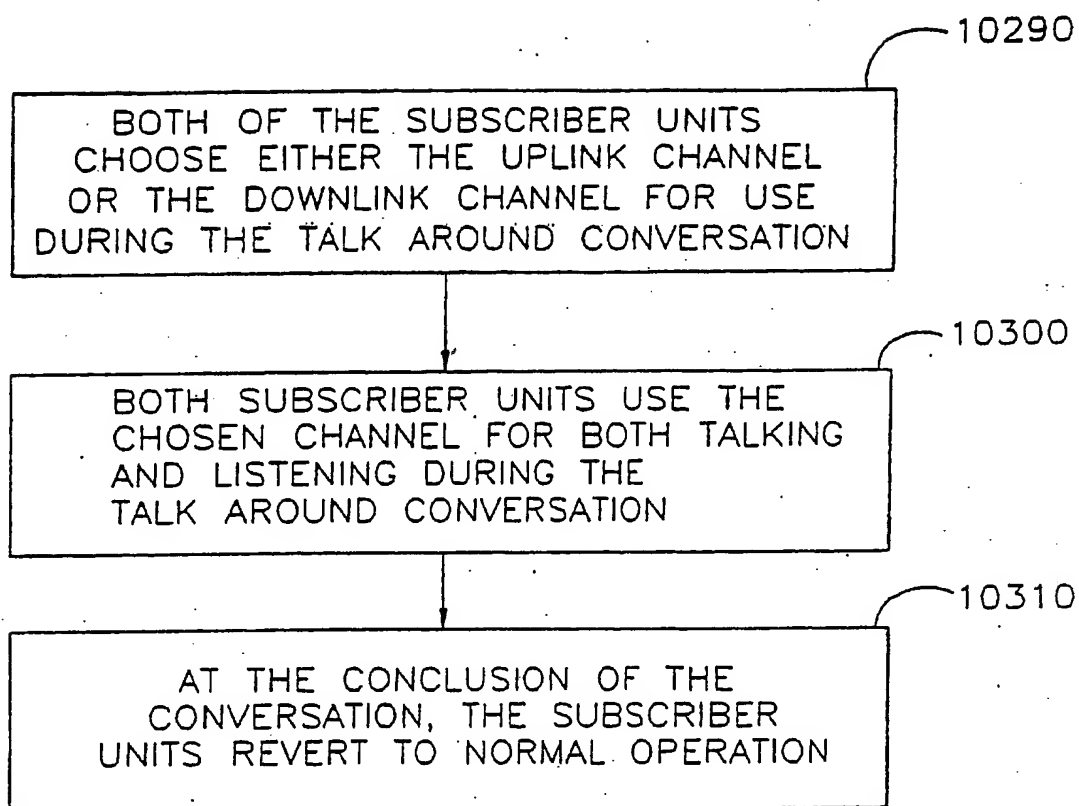 10290
BOTH OF THE SUBSCRIBER UNITS
CHOOSE EITHER THE UPLINK CHANNEL
OR THE DOWNLINK CHANNEL FOR USE
DURING THE TALK AROUND CONVERSATION
10300
BOTH SUBSCRIBER UNITS USE THE
CHOSEN CHANNEL FOR BOTH TALKING
AND LISTENING DURING THE
TALK AROUND CONVERSATION
10310
AT THE CONCLUSION OF THE
CONVERSATION, THE SUBSCRIBER
UNITS REVERT TO NORMAL OPERATION